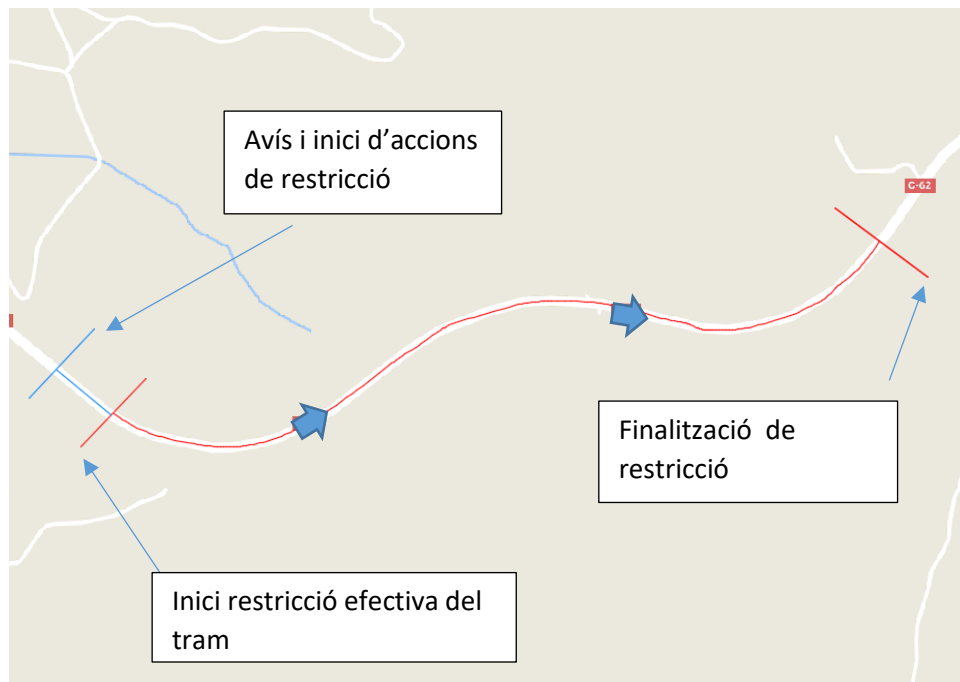 Avís i inici d’accions
de restricció
C-62
Finalització de
restricció
Inici restricció efectiva del
tram